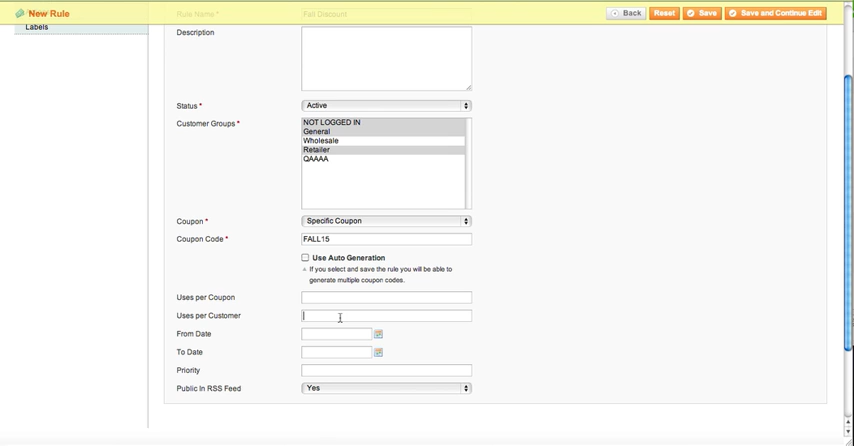 New Rule
Back
Reset
Save
Save and Continue Edit
Rule Name *
Fall Discount
Labels
Description
Status *
Active
Customer Groups *
NOT LOGGED IN
General
Wholesale
Retailer
QAAAA
Coupon *
Specific Coupon
Coupon Code *
FALL15
Use Auto Generation
If you select and save the rule you will be able to
generate multiple coupon codes.
Uses per Coupon
Uses per Customer
From Date
To Date
Priority
Public In RSS Feed
Yes